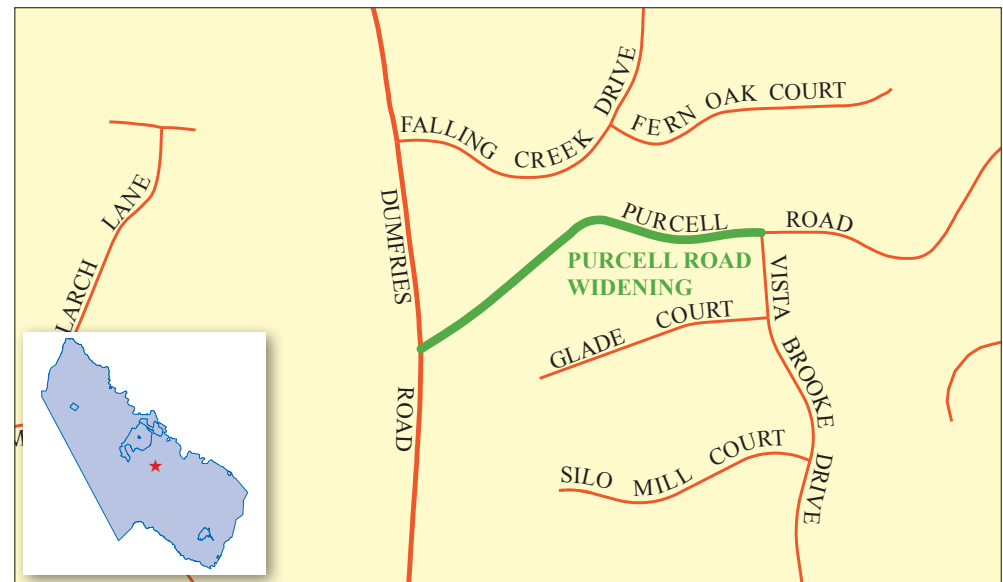 FALLING CREEK DRIVE
FERN OAK COURT
LARCH LANE
DUMFRIES ROAD
PURCELL ROAD
PURCELL ROAD
WIDENING
GLADE COURT
VISTA BROOKE DRIVE
SILO MILL COURT
M